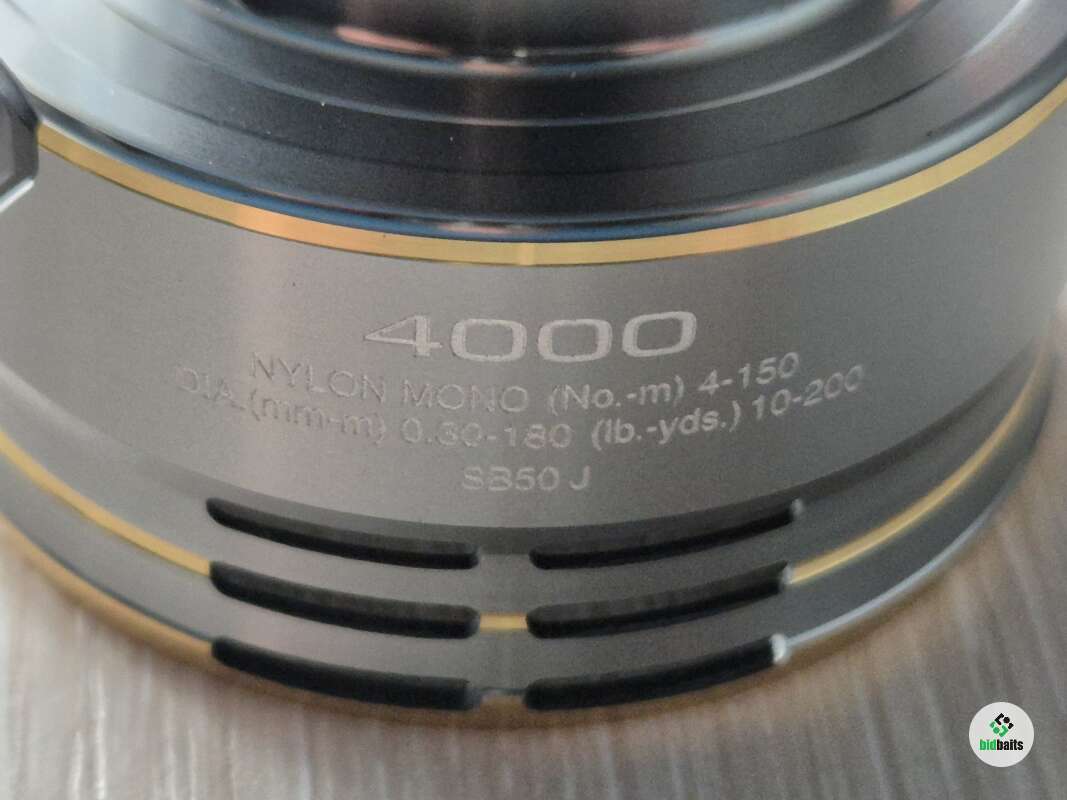 4000
NYLON MONO (No.-m) 4-150
DIA.(mm-m) 0.30-180 (lb.-yds.) 10-200
SB50 J
bidbaits